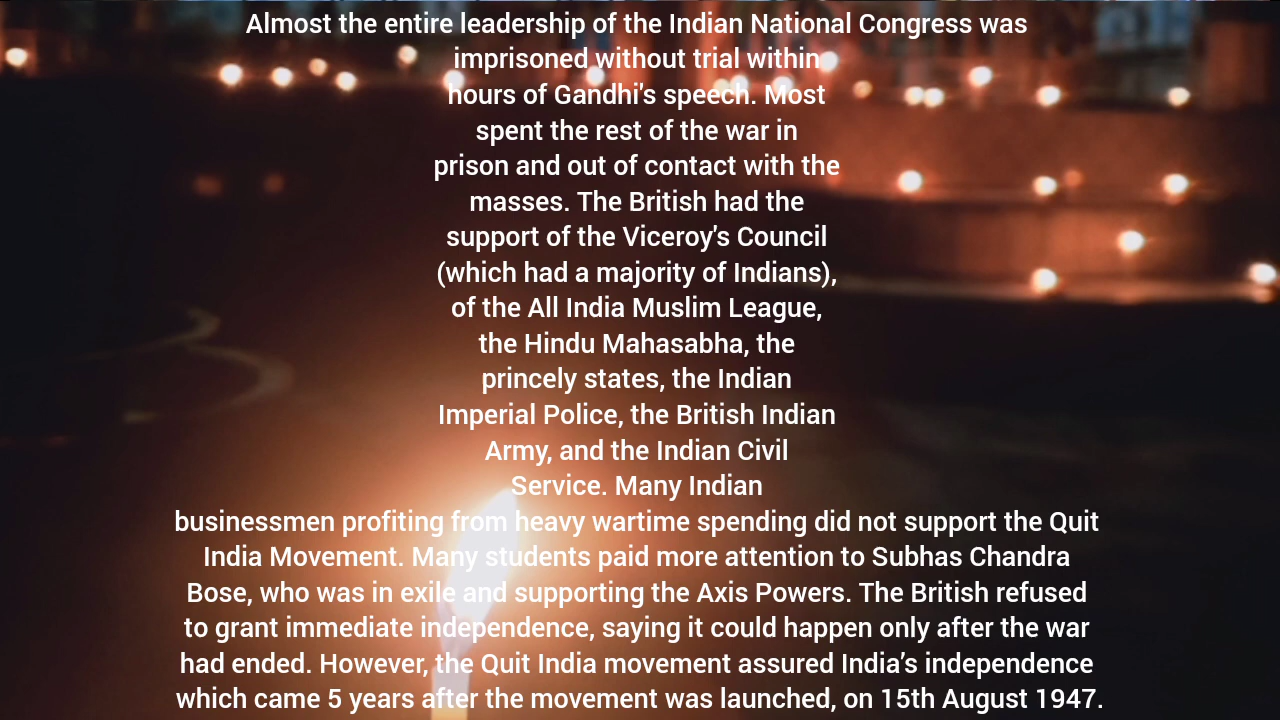 Almost the entire leadership of the Indian National Congress was
imprisoned without trial within
hours of Gandhi's speech. Most
spent the rest of the war in
prison and out of contact with the
masses. The British had the
support of the Viceroy's Council
(which had a majority of Indians),
of the All India Muslim League,
the Hindu Mahasabha, the
princely states, the Indian
Imperial Police, the British Indian
Army, and the Indian Civil
Service. Many Indian
businessmen profiting from heavy wartime spending did not support the Quit
India Movement. Many students paid more attention to Subhas Chandra
Bose, who was in exile and supporting the Axis Powers. The British refused
to grant immediate independence, saying it could happen only after the war
had ended. However, the Quit India movement assured India’s independence
which came 5 years after the movement was launched, on 15th August 1947.